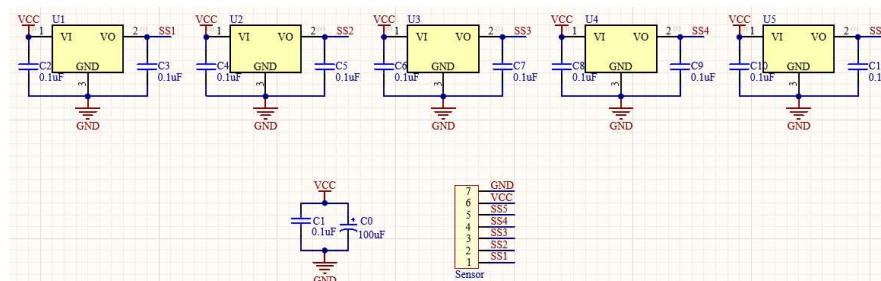 VCC U1 VCC U2 VCC U3 VCC U4 VCC U5
1 VI VO 2 SS1 1 VI VO 2 SS2 1 VI VO 2 SS3 1 VI VO 2 SS4 1 VI VO 2 SS
GND GND GND GND GND
C2 C3 C4 C5 C6 C7 C8 C9 C10 C1
0.1uF 0.1uF 0.1uF 0.1uF 0.1uF 0.1uF 0.1uF 0.1uF 0.1uF 0.1u
3 3 3 3 3
GND GND GND GND GND
VCC
C1 C0
0.1uF 100uF
GND
7 GND
6 VCC
5 SS5
4 SS4
3 SS3
2 SS2
1 SS1
Sensor